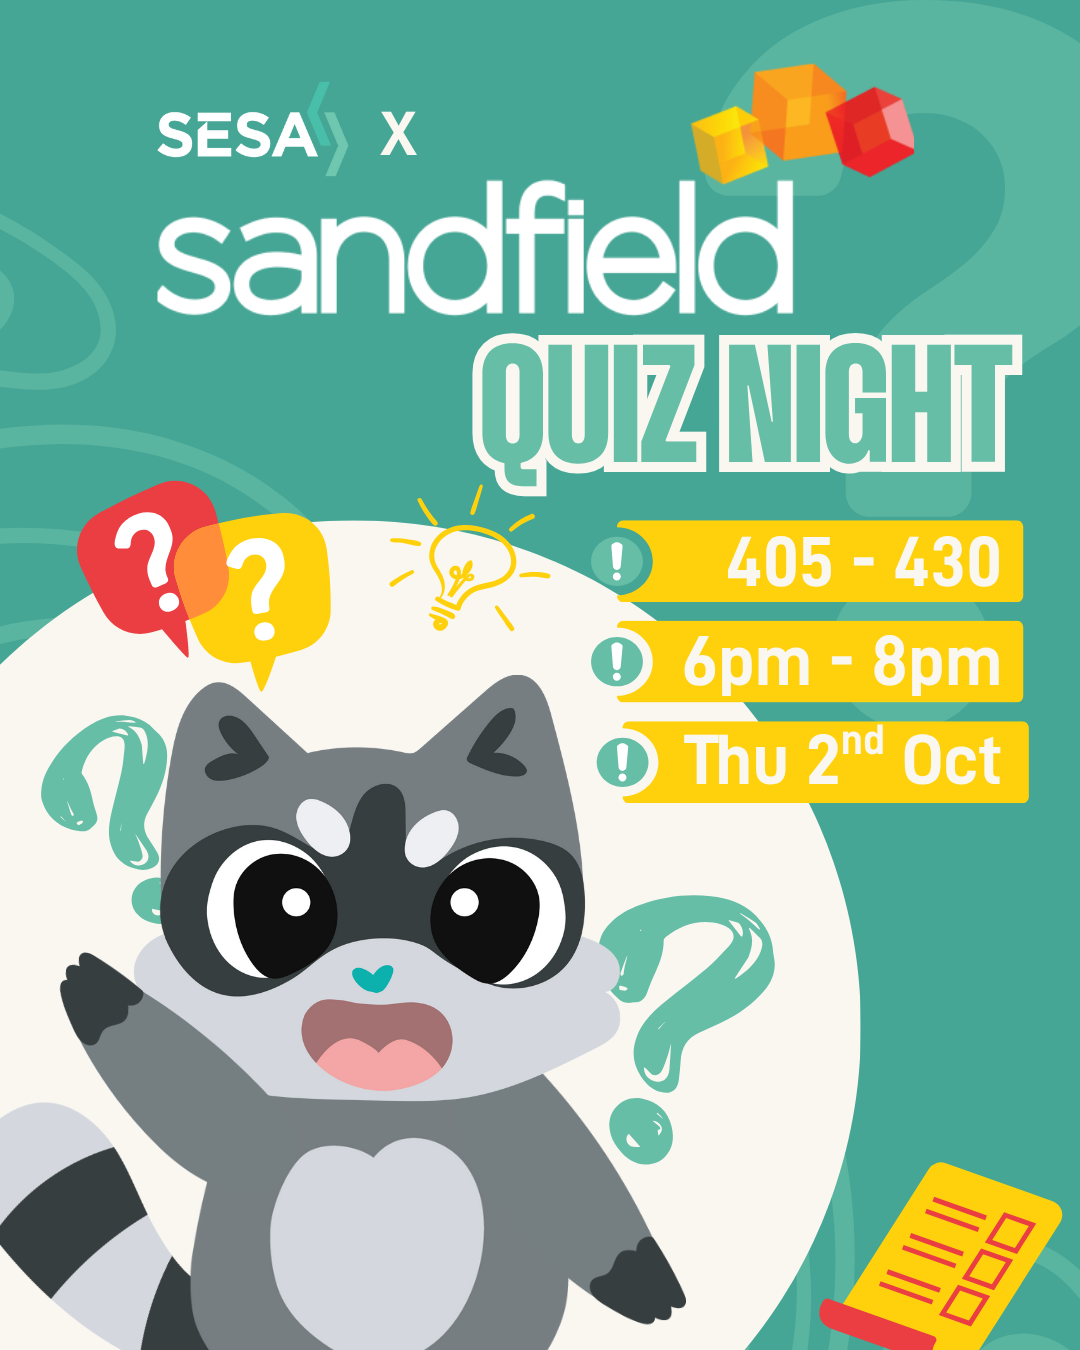 SESA X
sandfield
QUIZ NIGHT
? ?
! 405 - 430
! 6pm - 8pm
! Thu 2nd Oct